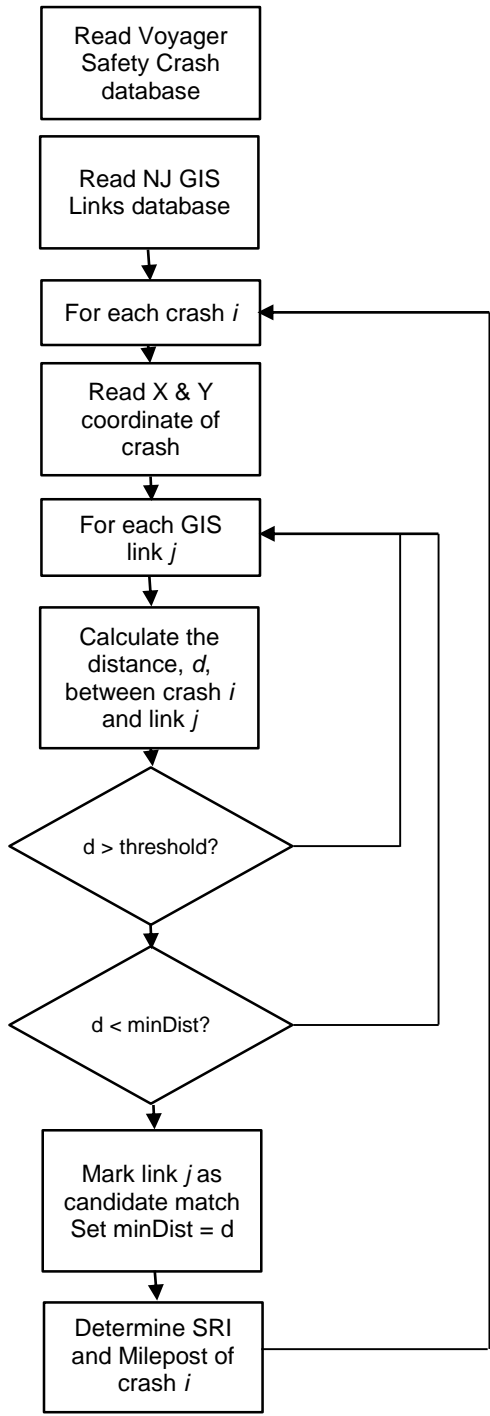 Read Voyager
Safety Crash
database
Read NJ GIS
Links database
For each crash i
Read X & Y
coordinate of
crash
For each GIS
link j
Calculate the
distance, d,
between crash i
and link j
d > threshold?
d < minDist?
Mark link j as
candidate match
Set minDist = d
Determine SRI
and Milepost of
crash i